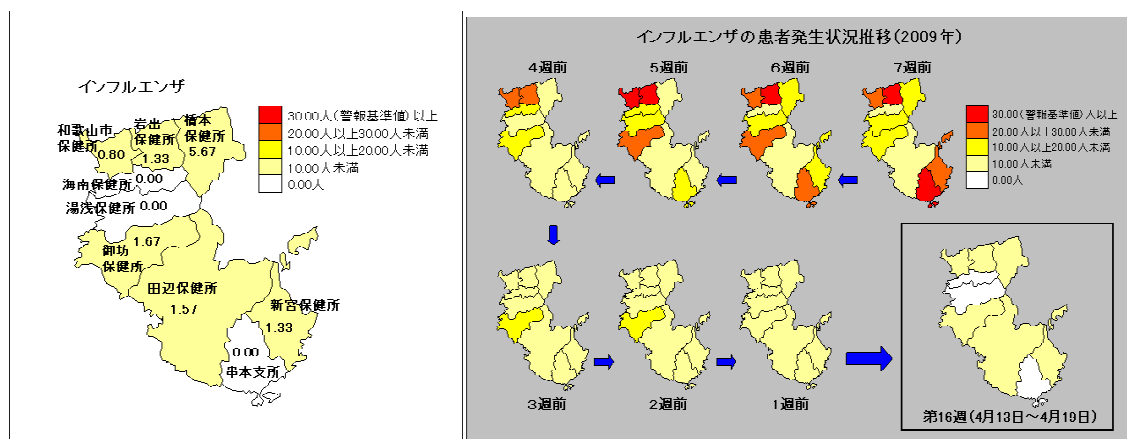 インフルエンザ
30.00人(警報基準値)以上
20.00人以上30.00人未満
10.00人以上20.00人未満
10.00人未満
0.00人
和歌山市
保健所
0.80
岩出
保健所
1.33
橋本
保健所
5.67
海南保健所
0.00
湯浅保健所
0.00
御坊
保健所
1.67
田辺保健所
1.57
新宮保健所
1.33
0.00
串本支所
インフルエンザの患者発生状況推移(2009年)
4週前
5週前
6週前
7週前
30.00(警報基準値)人以上
20.00人以上30.00人未満
10.00人以上20.00人未満
10.00人未満
0.00人
3週前
2週前
1週前
第16週(4月13日~4月19日)